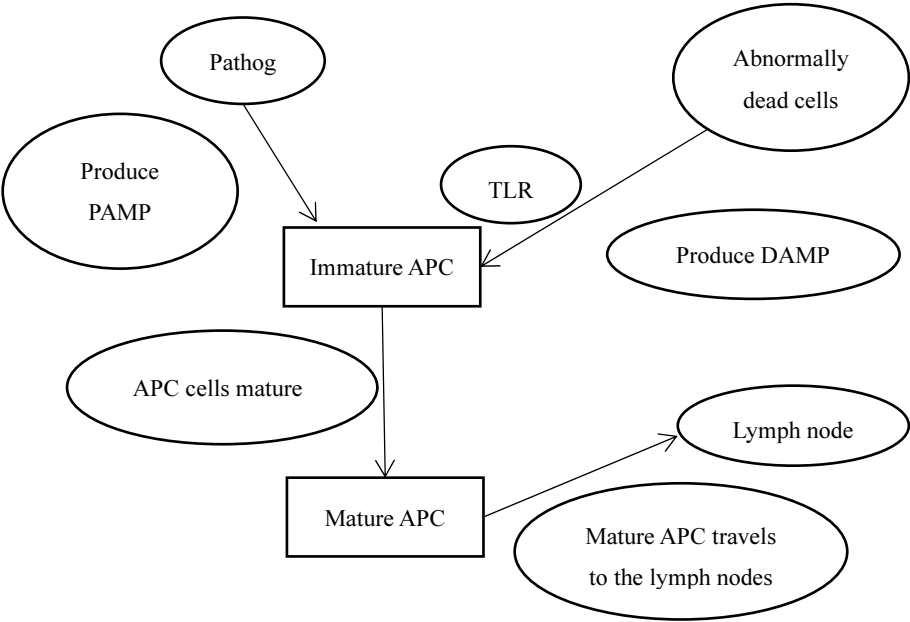 Pathog
Abnormally
dead cells
Produce
PAMP
TLR
Immature APC
Produce DAMP
APC cells mature
Lymph node
Mature APC
Mature APC travels
to the lymph nodes